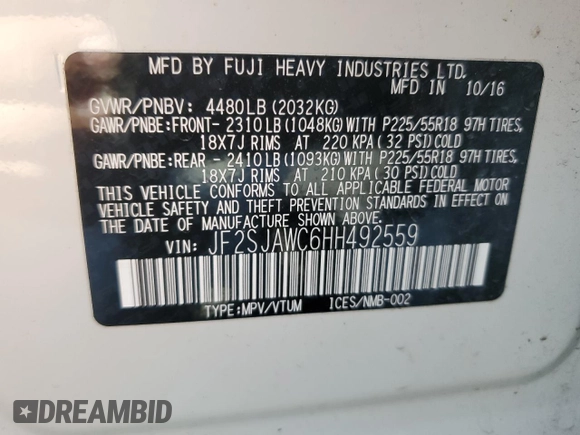 MFD BY FUJI HEAVY INDUSTRIES LTD.
MFD IN 10/16
GVWR/PNBV: 4480LB(2032KG)
GAWR/PNBE:FRONT- 2310LB(1048KG)WITH P225/55R18 97H TIRES,
18X7J RIMS AT 220 KPA(32 PSI)COLD
GAWR/PNBE:REAR - 2410LB(1093KG)WITH P225/55R18 97H TIRES,
18X7J RIMS AT 210 KPA(30 PSI)COLD
THIS VEHICLE CONFORMS TO ALL APPLICABLE FEDERAL MOTOR
VEHICLE SAFETY AND THEFT PREVENTION STANDARDS IN EFFECT ON
THE DATE OF MANUFACTURE SHOWN ABOVE.
VIN: JF2SJAWC6HH492559
TYPE:MPV/VTUM ICES/NMB-002
DREAMBID